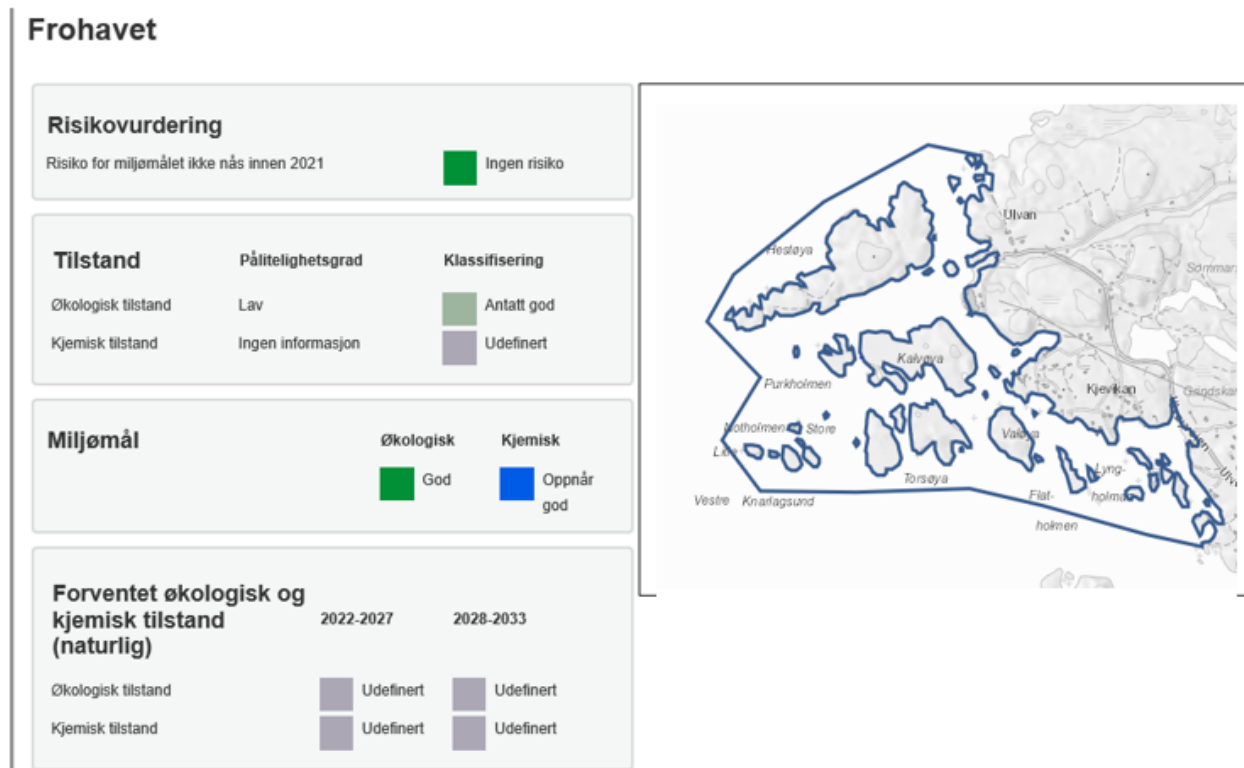 Frohavet
Risikovurdering
Risiko for miljømålet ikke nås innen 2021 Ingen risiko
Tilstand Pålitelighetsgrad Klassifisering
Økologisk tilstand Lav Antatt god
Kjemisk tilstand Ingen informasjon Udefinert
Miljømål Økologisk Kjemisk
God Oppnår
god
Forventet økologisk og
kjemisk tilstand
(naturlig) 2022-2027 2028-2033
Økologisk tilstand Udefinert Udefinert
Kjemisk tilstand Udefinert Udefinert
Ulvan
Hestøya
Kalvøya
Purkholmen
Kjevikan
Store
Valøya
Torsøya
Lyng-
Vestre Knarlagsund
Flat-
holmen